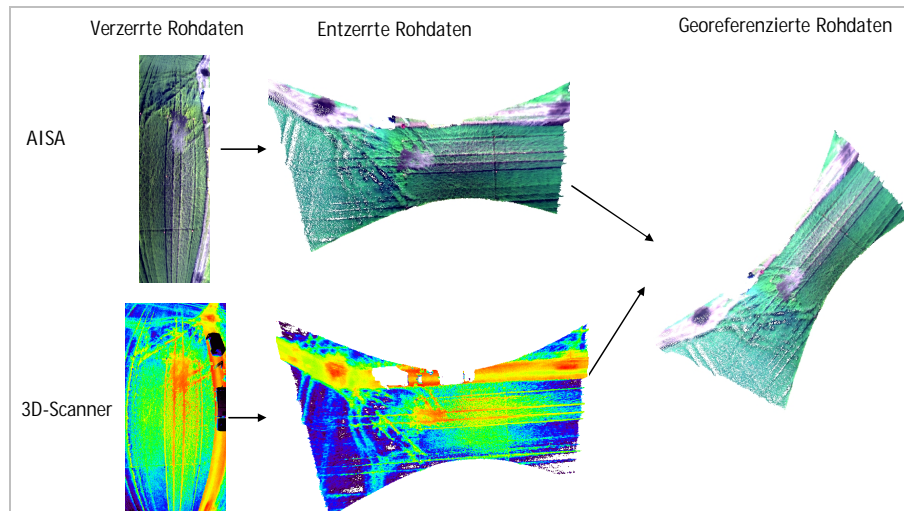 Verzerrte Rohdaten
Entzerrte Rohdaten
Georeferenzierte Rohdaten
AISA
3D-Scanner